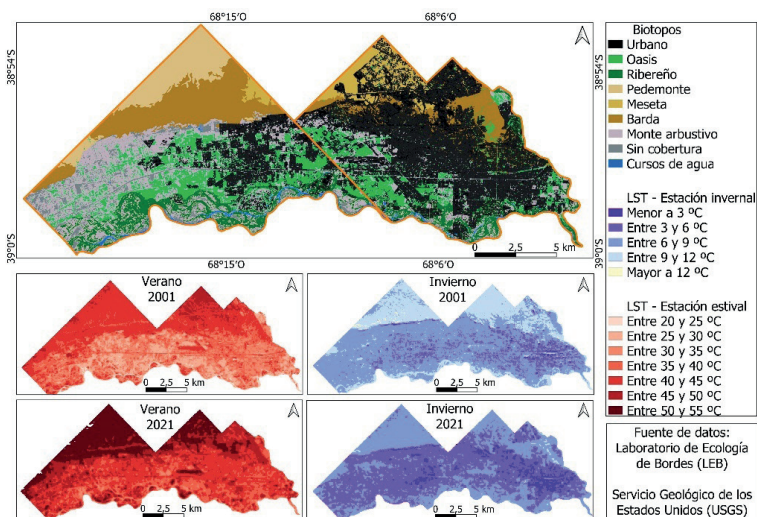 68°15'O
68°6'O
38°54'S
38°54'S
39°0'S
39°0'S
0 2,5 5 km
68°15'O
68°6'O
Biotopos
Urbano
Oasis
Ribereño
Pedemonte
Meseta
Barda
Monte arbustivo
Sin cobertura
Cursos de agua
LST - Estación invernal
Menor a 3 ºC
Entre 3 y 6 ºC
Entre 6 y 9 ºC
Entre 9 y 12 ºC
Mayor a 12 ºC
LST - Estación estival
Entre 20 y 25 ºC
Entre 25 y 30 ºC
Entre 30 y 35 ºC
Entre 35 y 40 ºC
Entre 40 y 45 ºC
Entre 45 y 50 ºC
Entre 50 y 55 ºC
Verano
2001
0 2,5 5 km
Invierno
2001
0 2,5 5 km
Verano
2021
0 2,5 5 km
Invierno
2021
0 2,5 5 km
Fuente de datos:
Laboratorio de Ecología
de Bordes (LEB)
Servicio Geológico de los
Estados Unidos (USGS)